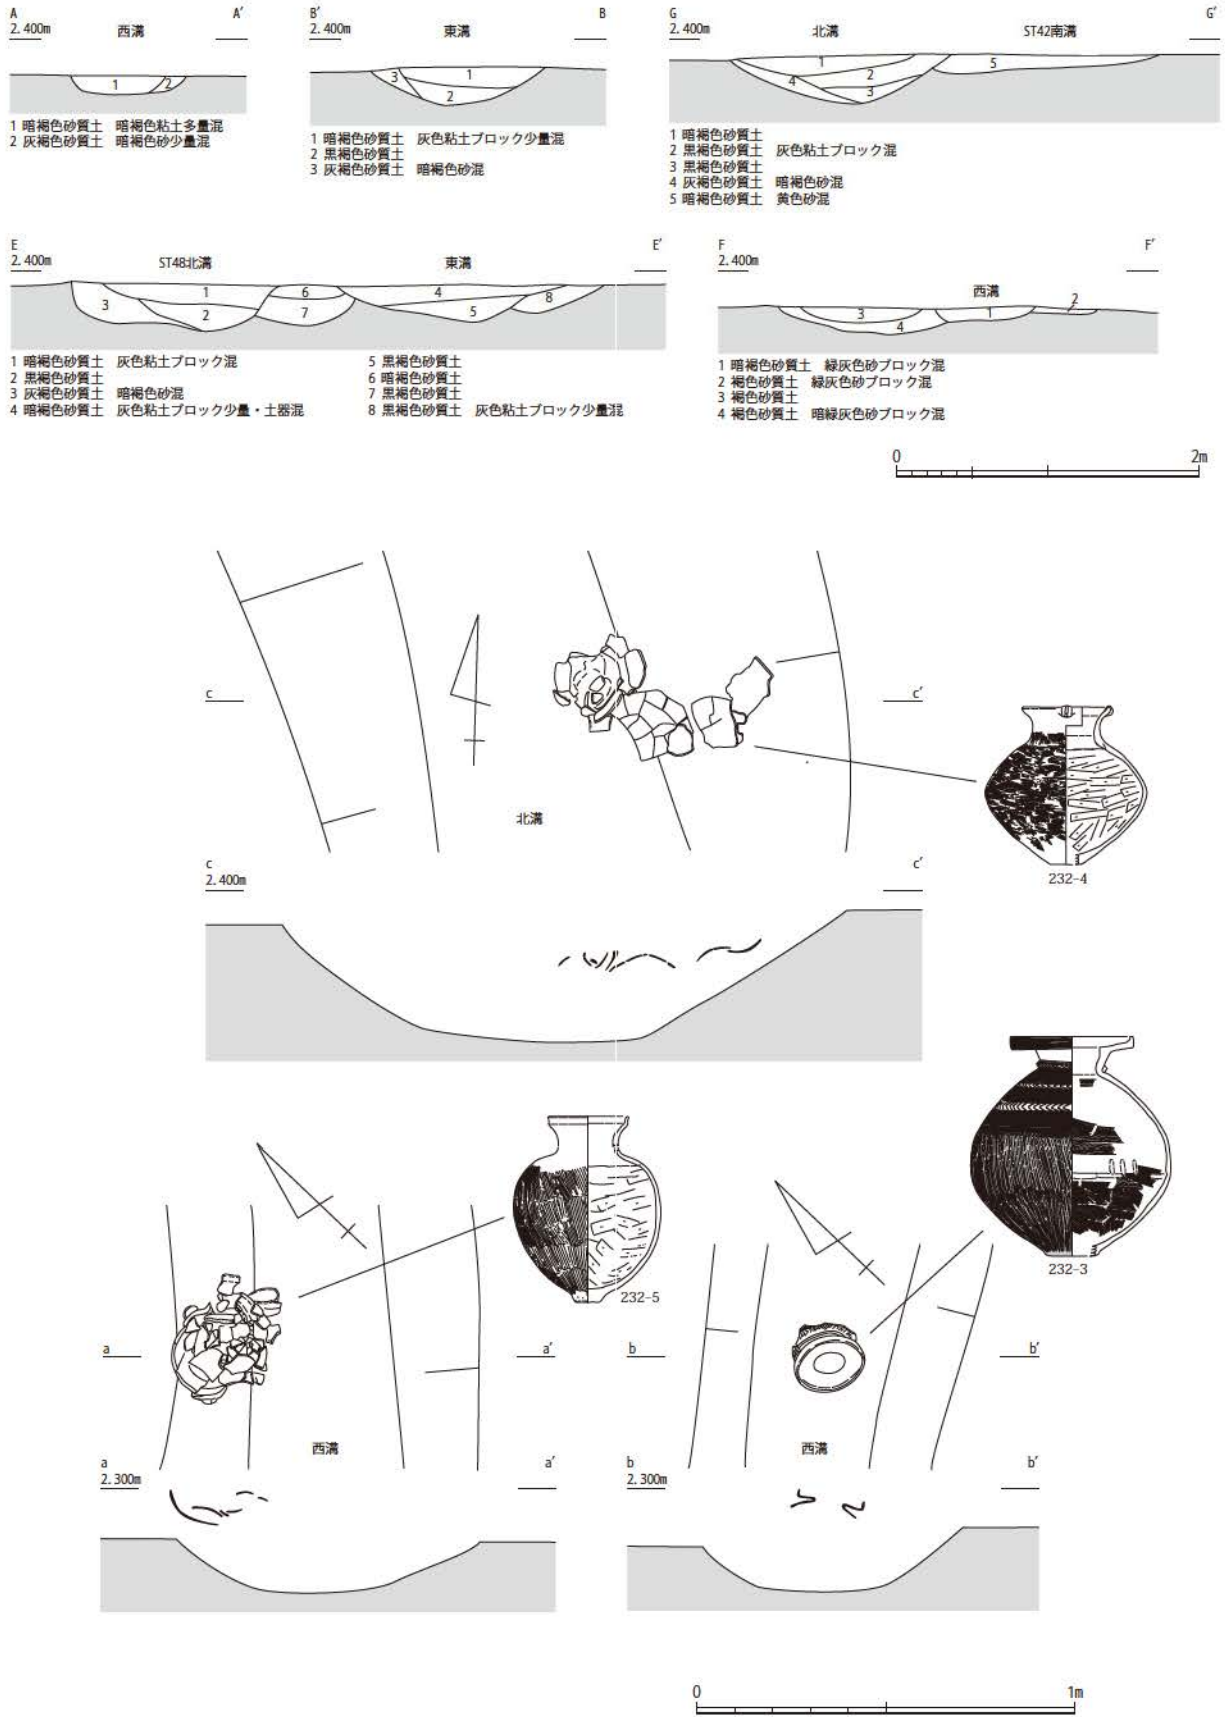 A A′
2.400m 西溝
1 2
1 暗褐色砂質土 暗褐色粘土多量混
2 灰褐色砂質土 暗褐色砂少量混
B′ B
2.400m 東溝
3 1
2
1 暗褐色砂質土 灰色粘土ブロック少量混
2 黒褐色砂質土
3 灰褐色砂質土 暗褐色砂混
G G′
2.400m 北溝 ST42南溝
1 5
4 2
3
1 暗褐色砂質土
2 黒褐色砂質土 灰色粘土ブロック混
3 黒褐色砂質土
4 灰褐色砂質土 暗褐色砂混
5 暗褐色砂質土 黄色砂混
E E′
2.400m ST48北溝 東溝
1 6 4 8
3 2 7 5
1 暗褐色砂質土 灰色粘土ブロック混
2 黒褐色砂質土
3 灰褐色砂質土 暗褐色砂混
4 暗褐色砂質土 灰色粘土ブロック少量・土器混
5 黒褐色砂質土
6 暗褐色砂質土
7 黒褐色砂質土
8 黒褐色砂質土 灰色粘土ブロック少量混
F F′
2.400m
西溝 2
3 1
4
1 暗褐色砂質土 緑灰色砂ブロック混
2 褐色砂質土 緑灰色砂ブロック混
3 褐色砂質土
4 褐色砂質土 暗緑灰色砂ブロック混
0 2m
c c′
北溝
232-4
c c′
2.400m
232-5
232-3
a a′
西溝
a a′
2.300m
b b′
西溝
b b′
2.300m
0 1m